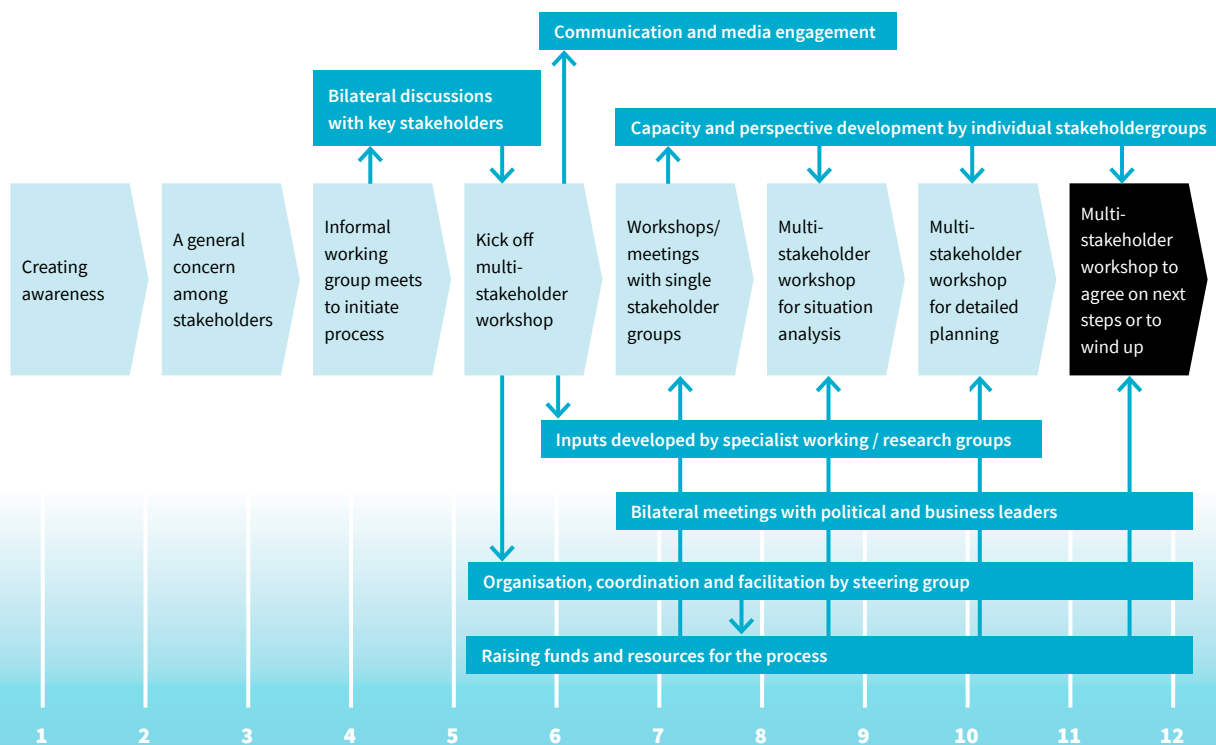 Communication and media engagement
Bilateral discussions
with key stakeholders
Capacity and perspective development by individual stakeholdergroups
Creating
awareness
A general
concern
among
stakeholders
Informal
working
group meets
to initiate
process
Kick off
multi-
stakeholder
workshop
Workshops/
meetings
with single
stakeholder
groups
Multi-
stakeholder
workshop
for situation
analysis
Multi-
stakeholder
workshop
for detailed
planning
Multi-
stakeholder
workshop to
agree on next
steps or to
wind up
Inputs developed by specialist working / research groups
Bilateral meetings with political and business leaders
Organisation, coordination and facilitation by steering group
Raising funds and resources for the process
1 2 3 4 5 6 7 8 9 10 11 12